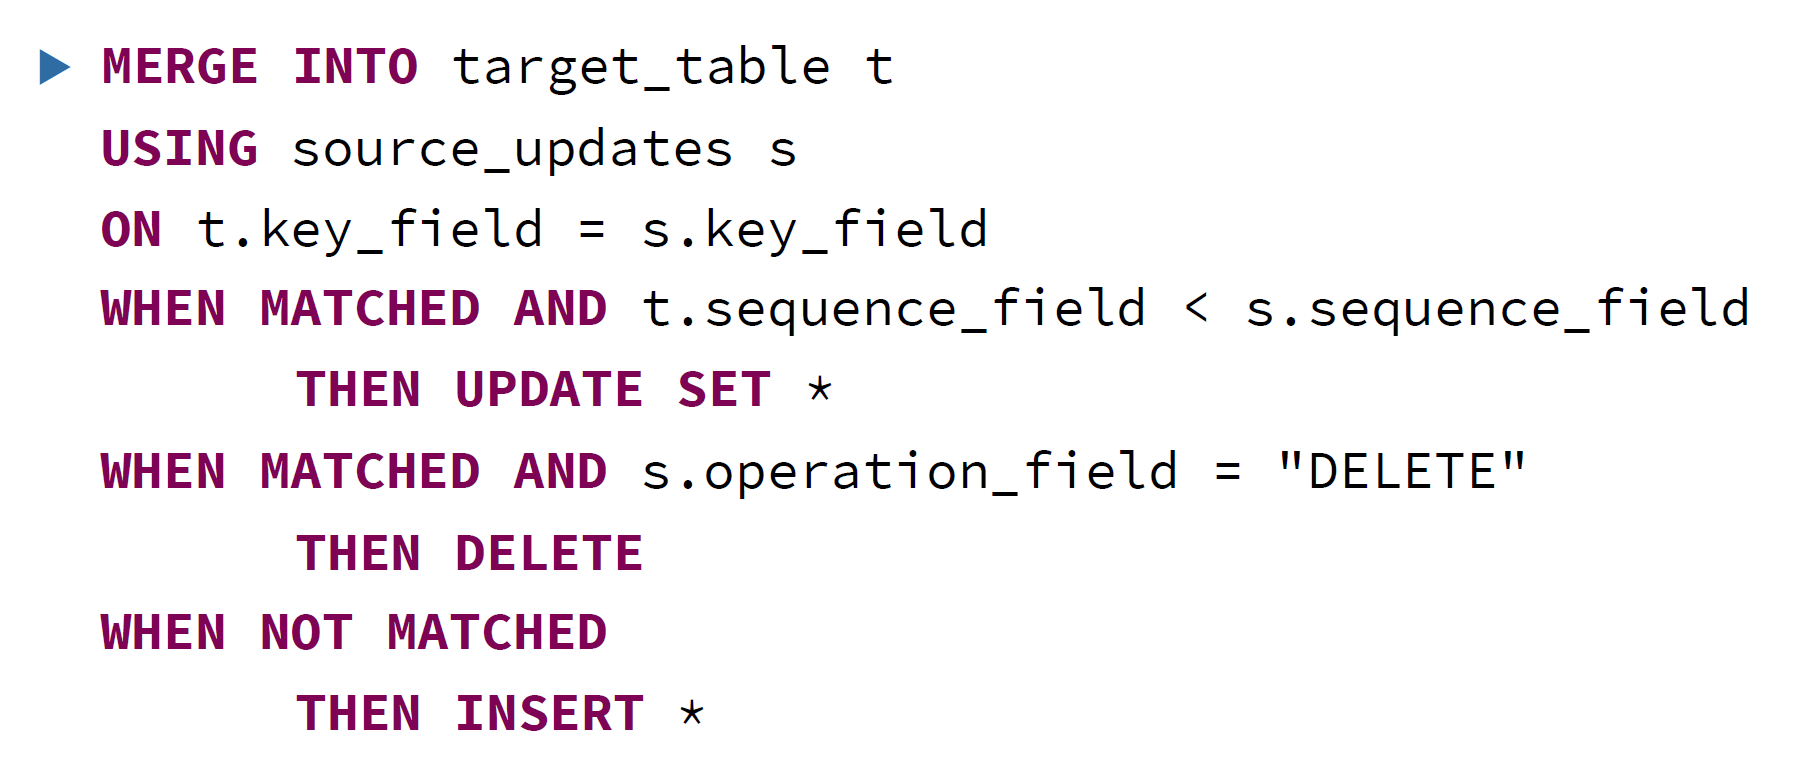 MERGE INTO target_table t
USING source_updates s
ON t.key_field = s.key_field
WHEN MATCHED AND t.sequence_field < s.sequence_field
THEN UPDATE SET *
WHEN MATCHED AND s.operation_field = "DELETE"
THEN DELETE
WHEN NOT MATCHED
THEN INSERT *